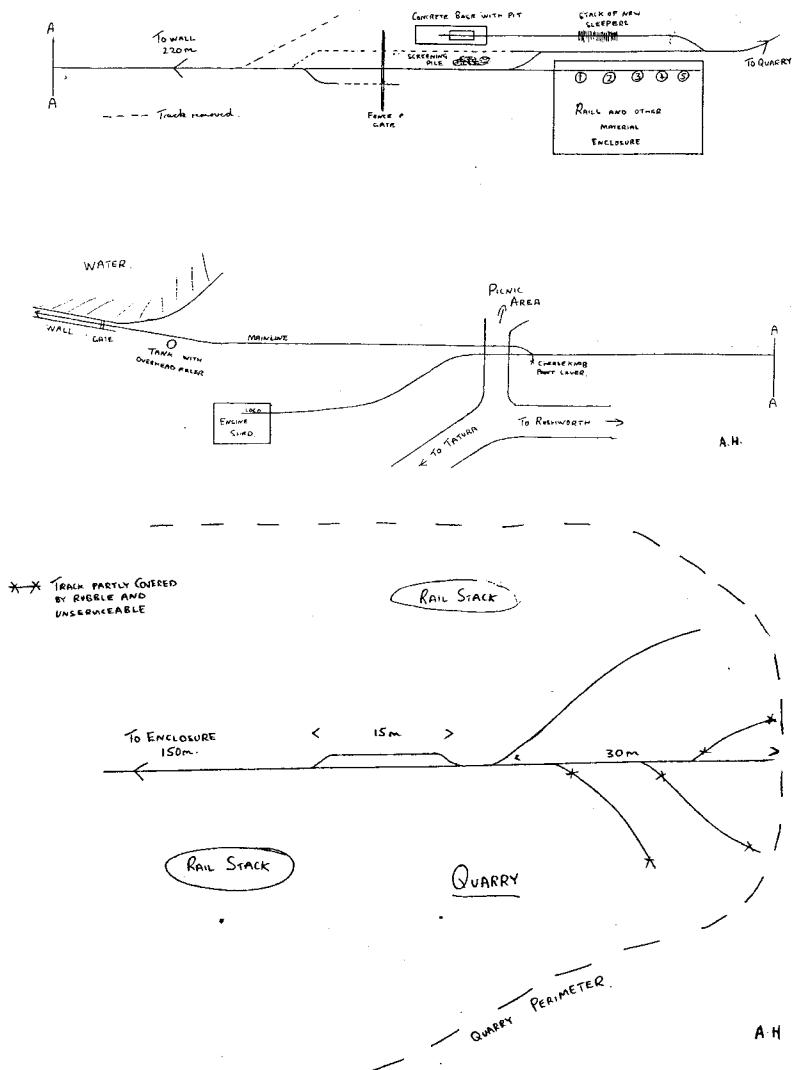 CONCRETE BASE WITH PIT
STACK OF NEW
SLEEPERS
A
TO WALL
220M
SCREENING
PILE
TO QUARRY
① ② ③ ④ ⑤
A
--- Track removed.
FENCE &
GATE
RAILS AND OTHER
MATERIAL
ENCLOSURE
WATER.
PICNIC
AREA
WALL
GATE
TANK WITH
OVERHEAD
MAINLINE
A
CHEESEKNOB
POINT LEVER
LOCO
ENGINE
SHED.
A
TO TATURA
TO RUSHWORTH
A.H.
TRACK PARTLY COVERED
BY RUBBLE AND
UNSERVICEABLE
RAIL STACK
TO ENCLOSURE
150m.
< 15m >
30m
RAIL STACK
QUARRY
QUARRY PERIMETER.
A.H